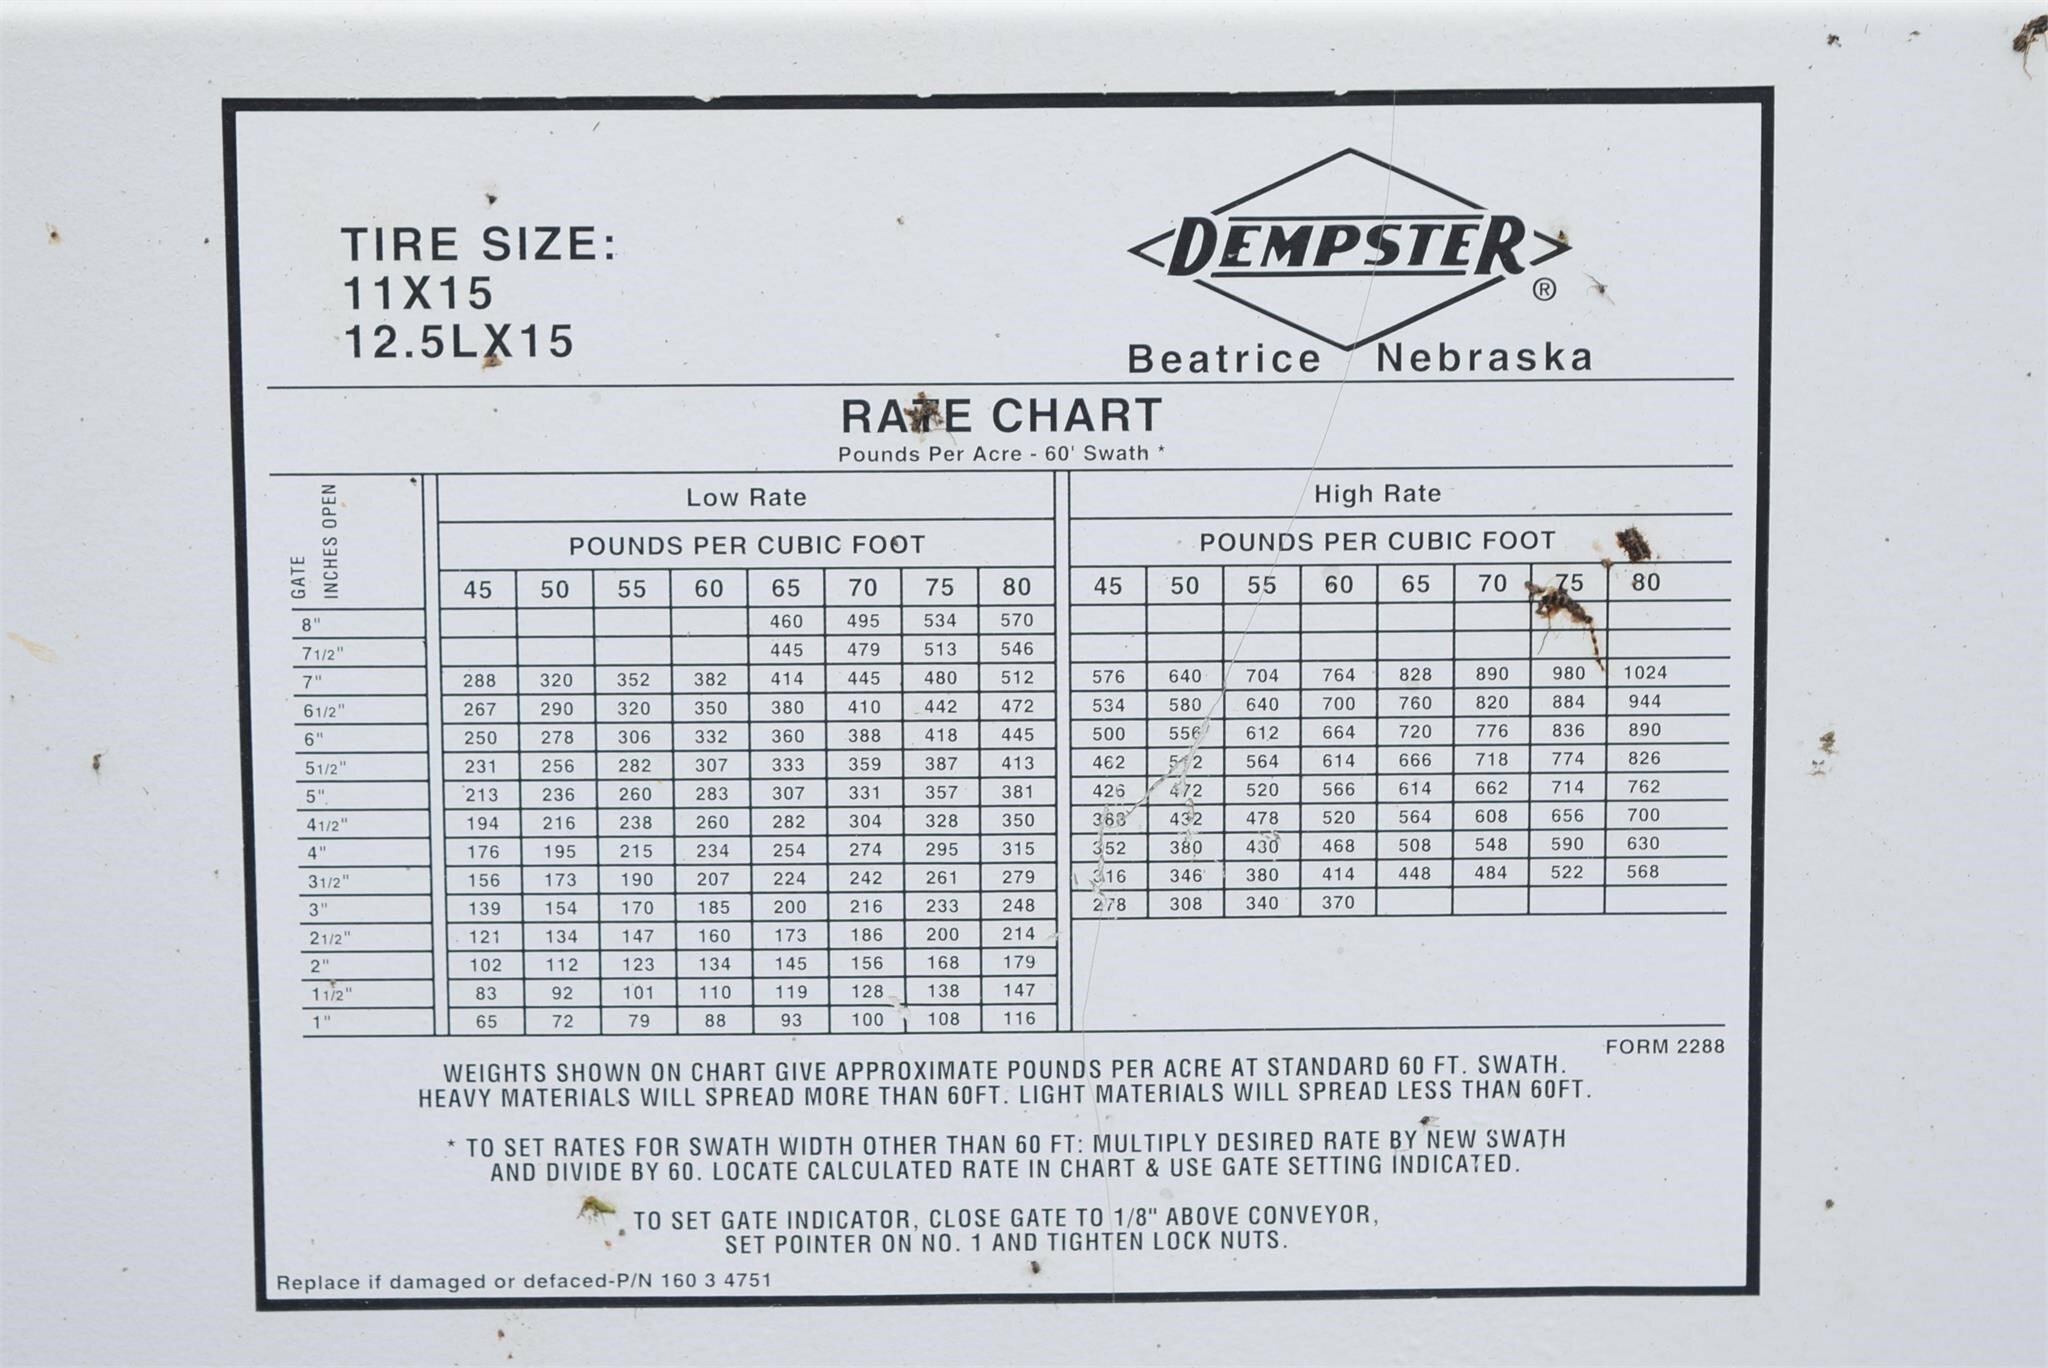 TIRE SIZE:
11X15
12.5LX15
<DEMPSTER>
®
Beatrice Nebraska
RATE CHART
Pounds Per Acre - 60' Swath *
GATE
INCHES OPEN
Low Rate High Rate
POUNDS PER CUBIC FOOT POUNDS PER CUBIC FOOT
45 50 55 60 65 70 75 80 45 50 55 60 65 70 75 80
8" 460 495 534 570
7 1/2" 445 479 513 546
7" 288 320 352 382 414 445 480 512 576 640 704 764 828 890 980 1024
6 1/2" 267 290 320 350 380 410 442 472 534 580 640 700 760 820 884 944
6" 250 278 306 332 360 388 418 445 500 556 612 664 720 776 836 890
5 1/2" 231 256 282 307 333 359 387 413 462 564 614 666 718 774 826
5" 213 236 260 283 307 331 357 381 426 472 520 566 614 662 714 762
4 1/2" 194 216 238 260 282 304 328 350 432 478 520 564 608 656 700
4" 176 195 215 234 254 274 295 315 352 380 430 468 508 548 590 630
3 1/2" 156 173 190 207 224 242 261 279 316 346 380 414 448 484 522 568
3" 139 154 170 185 200 216 233 248 278 308 340 370
2 1/2" 121 134 147 160 173 186 200 214
2" 102 112 123 134 145 156 168 179
1 1/2" 83 92 101 110 119 128 138 147
1" 65 72 79 88 93 100 108 116
FORM 2288
WEIGHTS SHOWN ON CHART GIVE APPROXIMATE POUNDS PER ACRE AT STANDARD 60 FT. SWATH.
HEAVY MATERIALS WILL SPREAD MORE THAN 60FT. LIGHT MATERIALS WILL SPREAD LESS THAN 60FT.
* TO SET RATES FOR SWATH WIDTH OTHER THAN 60 FT: MULTIPLY DESIRED RATE BY NEW SWATH
AND DIVIDE BY 60. LOCATE CALCULATED RATE IN CHART & USE GATE SETTING INDICATED.
TO SET GATE INDICATOR, CLOSE GATE TO 1/8" ABOVE CONVEYOR,
SET POINTER ON NO. 1 AND TIGHTEN LOCK NUTS.
Replace if damaged or defaced-P/N 160 3 4751